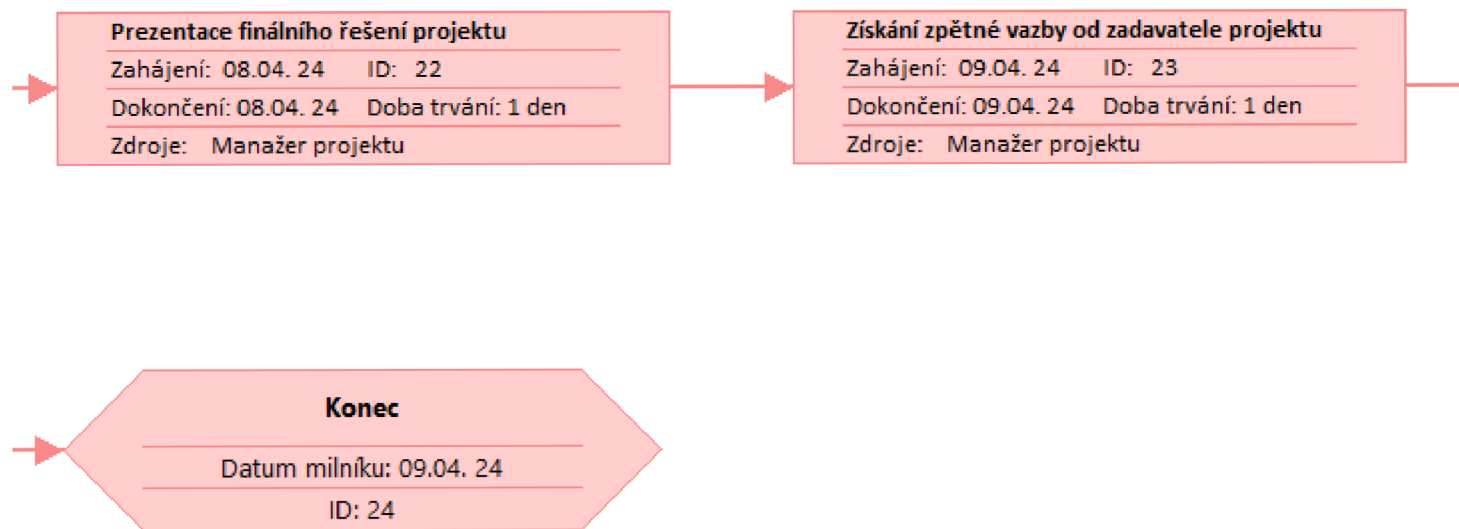 Prezentace finálního řešení projektu
Zahájení: 08.04. 24 ID: 22
Dokončení: 08.04. 24 Doba trvání: 1 den
Zdroje: Manažer projektu
Získání zpětné vazby od zadavatele projektu
Zahájení: 09.04. 24 ID: 23
Dokončení: 09.04. 24 Doba trvání: 1 den
Zdroje: Manažer projektu
Konec
Datum milníku: 09.04. 24
ID: 24